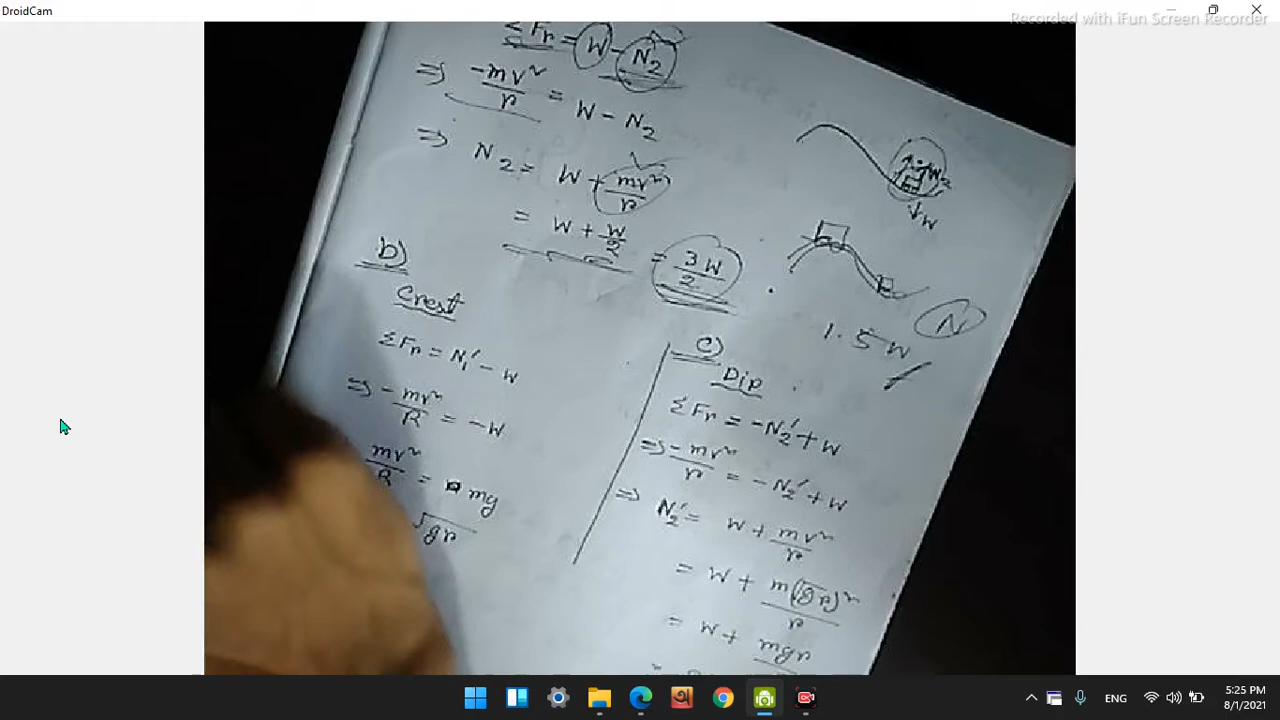 DroidCam
Recorded with iFun Screen Recorder
ΣFr = W - N₂
⇒ -mv²/r = W - N₂
⇒ N₂ = W + mv²/r
= W + W/2 = 3W/2
W
1.5W
N
b)
Crest
ΣFr = N₁' - W
⇒ -mv²/R = -W
mv²/R = mg
√gr
c)
Dip
ΣFr = -N₂' + W
⇒ -mv²/r = -N₂' + W
⇒ N₂' = W + mv²/r
= W + m(√gr)²/r
= W + mgr
ENG
5:25 PM
8/1/2021